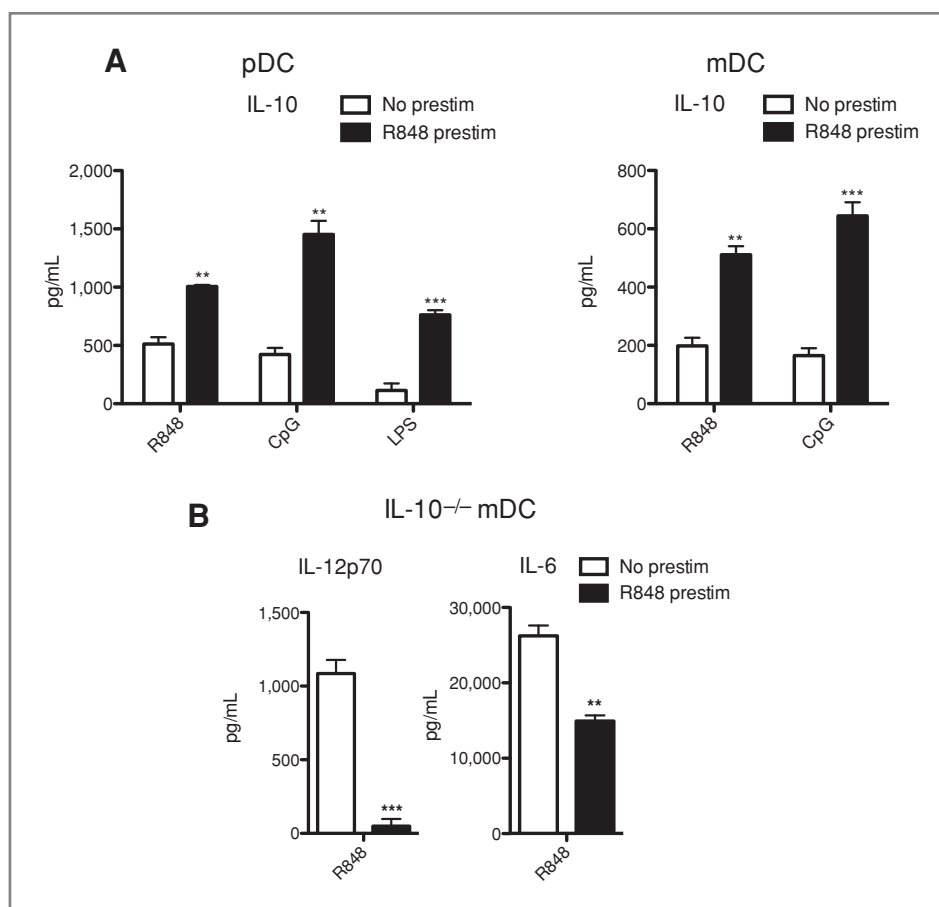 A
pDC
mDC
IL-10
No prestim
R848 prestim
IL-10
No prestim
R848 prestim
2,000
1,500
1,000
500
0
pg/mL
**
**
***
R848
CpG
LPS
800
600
400
200
0
pg/mL
**
***
R848
CpG
B
IL-10–/– mDC
IL-12p70
IL-6
No prestim
R848 prestim
1,500
1,000
500
0
pg/mL
***
R848
30,000
20,000
10,000
0
pg/mL
**
R848